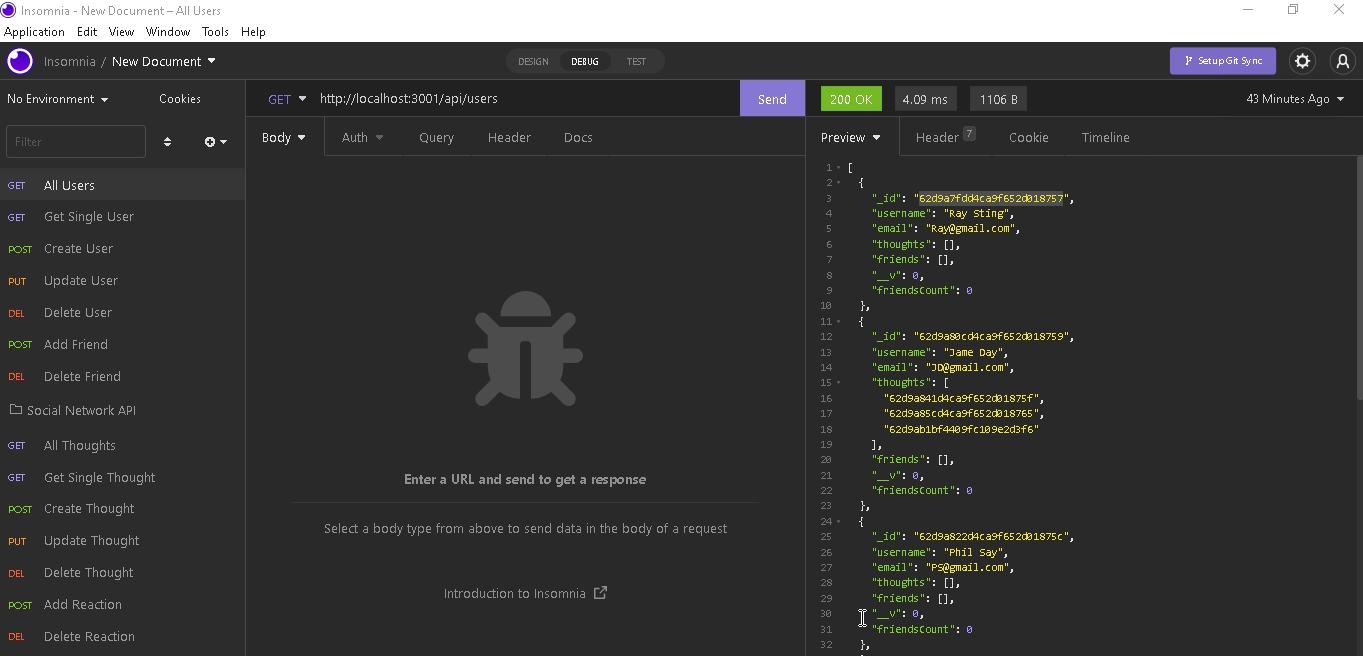 Insomnia - New Document – All Users
Application Edit View Window Tools Help
Insomnia / New Document
DESIGN DEBUG TEST
Setup Git Sync
No Environment
Cookies
GET http://localhost:3001/api/users
Send
200 OK 4.09 ms 1106 B
43 Minutes Ago
Filter
Body Auth Query Header Docs
Preview Header 7 Cookie Timeline
GET All Users
GET Get Single User
POST Create User
PUT Update User
DEL Delete User
POST Add Friend
DEL Delete Friend
Social Network API
GET All Thoughts
GET Get Single Thought
POST Create Thought
PUT Update Thought
DEL Delete Thought
POST Add Reaction
DEL Delete Reaction
Enter a URL and send to get a response
Select a body type from above to send data in the body of a request
Introduction to Insomnia
1 [
2 {
3 "_id": "62d9a7fdd4ca9f652d018757",
4 "username": "Ray Sting",
5 "email": "Ray@gmail.com",
6 "thoughts": [],
7 "friends": [],
8 "__v": 0,
9 "friendsCount": 0
10 },
11 {
12 "_id": "62d9a80cd4ca9f652d018759",
13 "username": "Jame Day",
14 "email": "JD@gmail.com",
15 "thoughts": [
16 "62d9a841d4ca9f652d01875f",
17 "62d9a85cd4ca9f652d018765",
18 "62d9ab1bf4409fc109e2d3f6"
19 ],
20 "friends": [],
21 "__v": 0,
22 "friendsCount": 0
23 },
24 {
25 "_id": "62d9a822d4ca9f652d01875c",
26 "username": "Phil Say",
27 "email": "PS@gmail.com",
28 "thoughts": [],
29 "friends": [],
30 "__v": 0,
31 "friendsCount": 0
32 },